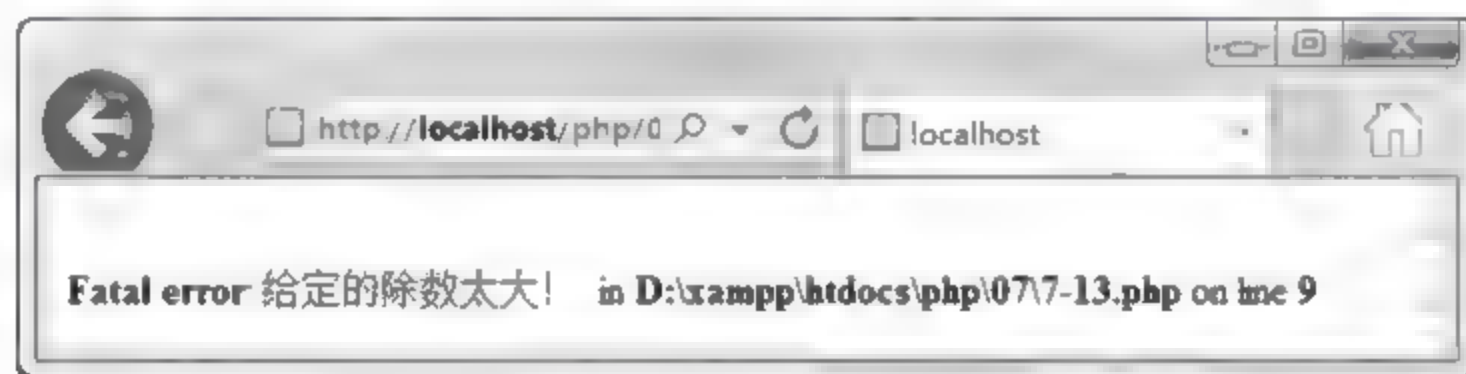 http://localhost/php/0
localhost
Fatal error 给定的除数太大! in D:\xampp\htdocs\php\07\7-13.php on line 9